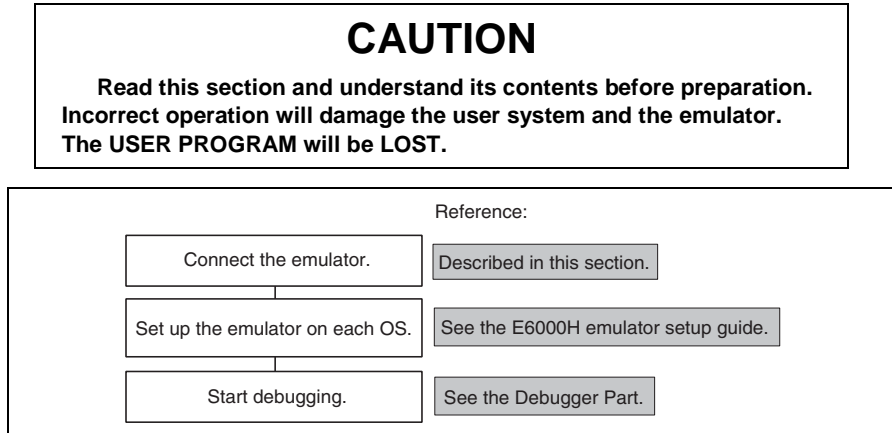 CAUTION
Read this section and understand its contents before preparation.
Incorrect operation will damage the user system and the emulator.
The USER PROGRAM will be LOST.
Reference:
Connect the emulator.
Described in this section.
Set up the emulator on each OS.
See the E6000H emulator setup guide.
Start debugging.
See the Debugger Part.